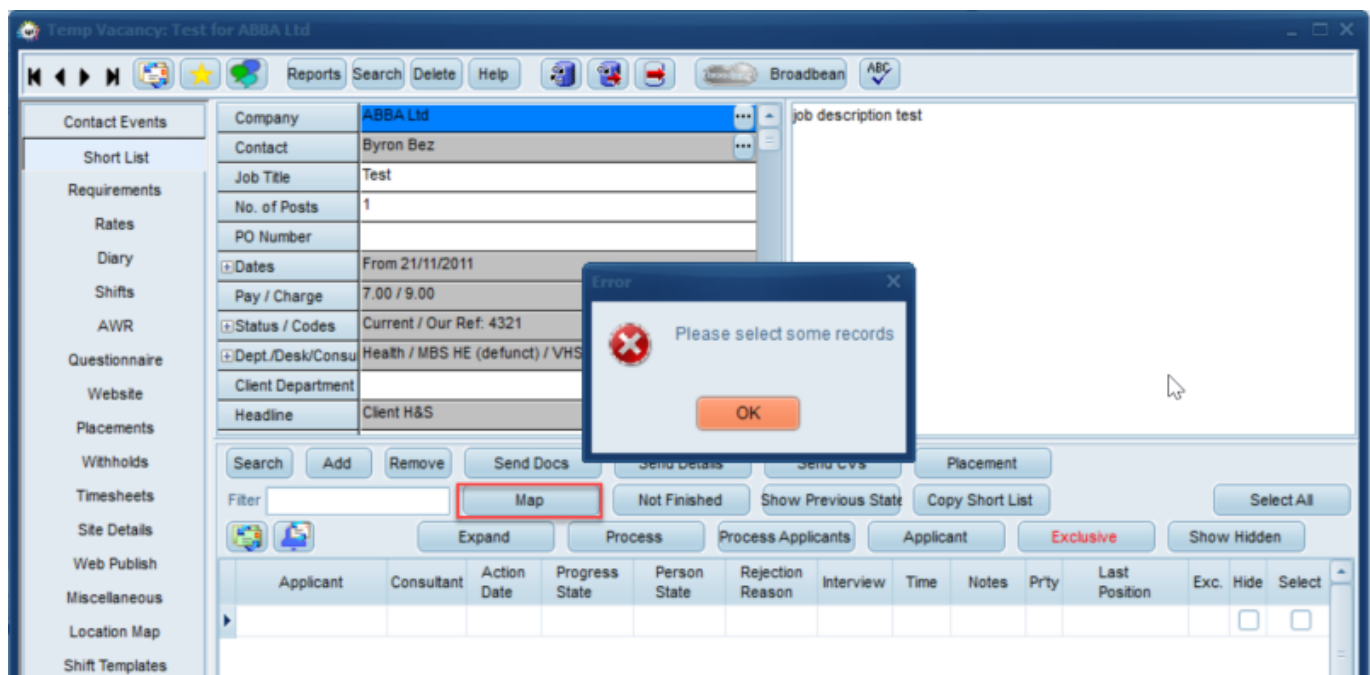 Temp Vacancy: Test for ABBA Ltd
Reports Search Delete Help Broadbean ABC
Contact Events
Short List
Requirements
Rates
Diary
Shifts
AWR
Questionnaire
Website
Placements
Withholds
Timesheets
Site Details
Web Publish
Miscellaneous
Location Map
Shift Templates
Company ABBA Ltd ...
Contact Byron Bez ...
Job Title Test
No. of Posts 1
PO Number
Dates From 21/11/2011
Pay / Charge 7.00 / 9.00
Status / Codes Current / Our Ref: 4321
Dept./Desk/Consu Health / MBS HE (defunct) / VHS
Client Department
Headline Client H&S
job description test
Error
Please select some records
OK
Search Add Remove Send Docs Send Details Send CVs Placement
Filter Map Not Finished Show Previous State Copy Short List Select All
Expand Process Process Applicants Applicant Exclusive Show Hidden
Applicant Consultant Action Date Progress State Person State Rejection Reason Interview Time Notes Pr'ty Last Position Exc. Hide Select